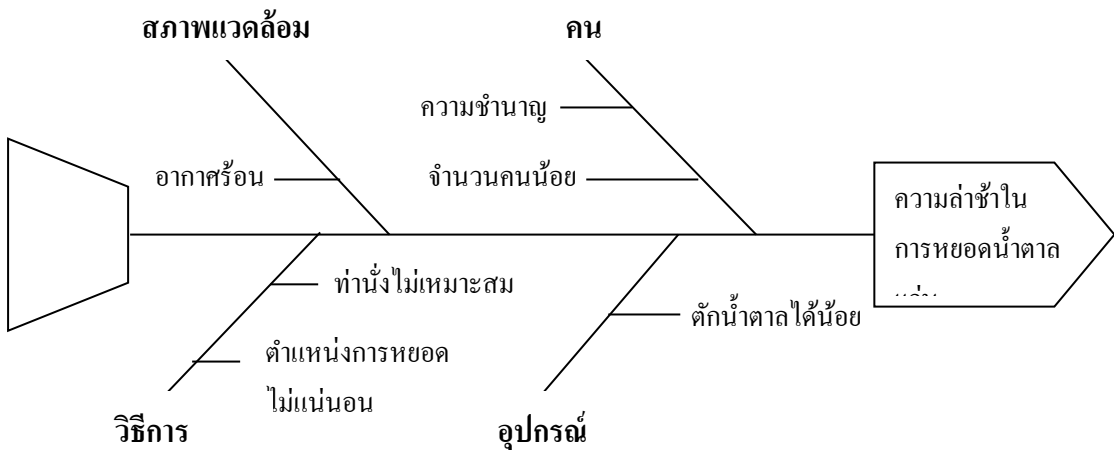 สภาพแวดล้อม
คน
ความชำนาญ
อากาศร้อน
จำนวนคนน้อย
ความล่าช้าใน
การหยอดน้ำตาล
ท่านั่งไม่เหมาะสม
ตักน้ำตาลได้น้อย
ตำแหน่งการหยอด
ไม่แน่นอน
วิธีการ
อุปกรณ์